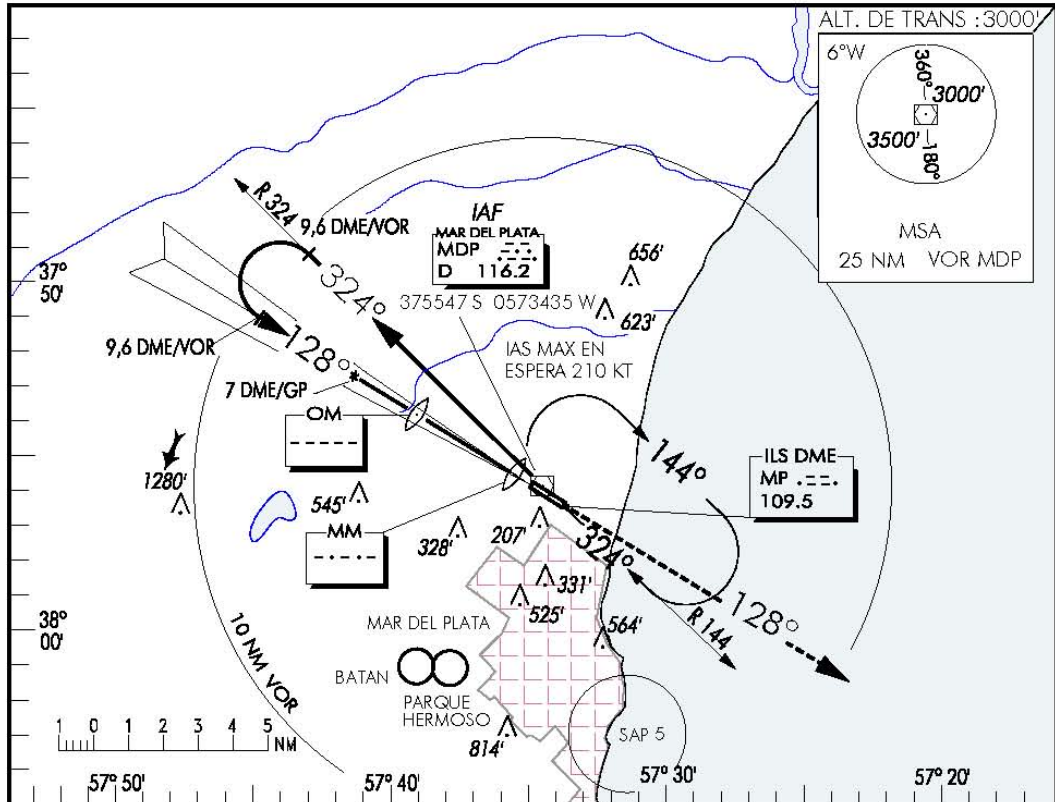 ALT. DE TRANS :3000'
6°W
360°
3000'
3500'
180°
MSA
25 NM VOR MDP
R 324
9,6 DME/VOR
324°
IAF
MAR DEL PLATA
MDP
D 116.2
375547 S 0573435 W
656'
623'
37°
50'
128°
9,6 DME/VOR
7 DME/GP
IAS MAX EN
ESPERA 210 KT
OM
144°
ILS DME
MP
109.5
1280'
545'
MM
328'
207'
324°
331'
525'
564'
128°
R 144
38°
00'
MAR DEL PLATA
BATAN
PARQUE
HERMOSO
10 NM VOR
814'
SAP 5
1 0 1 2 3 4 5
NM
57° 50'
57° 40'
57° 30'
57° 20'